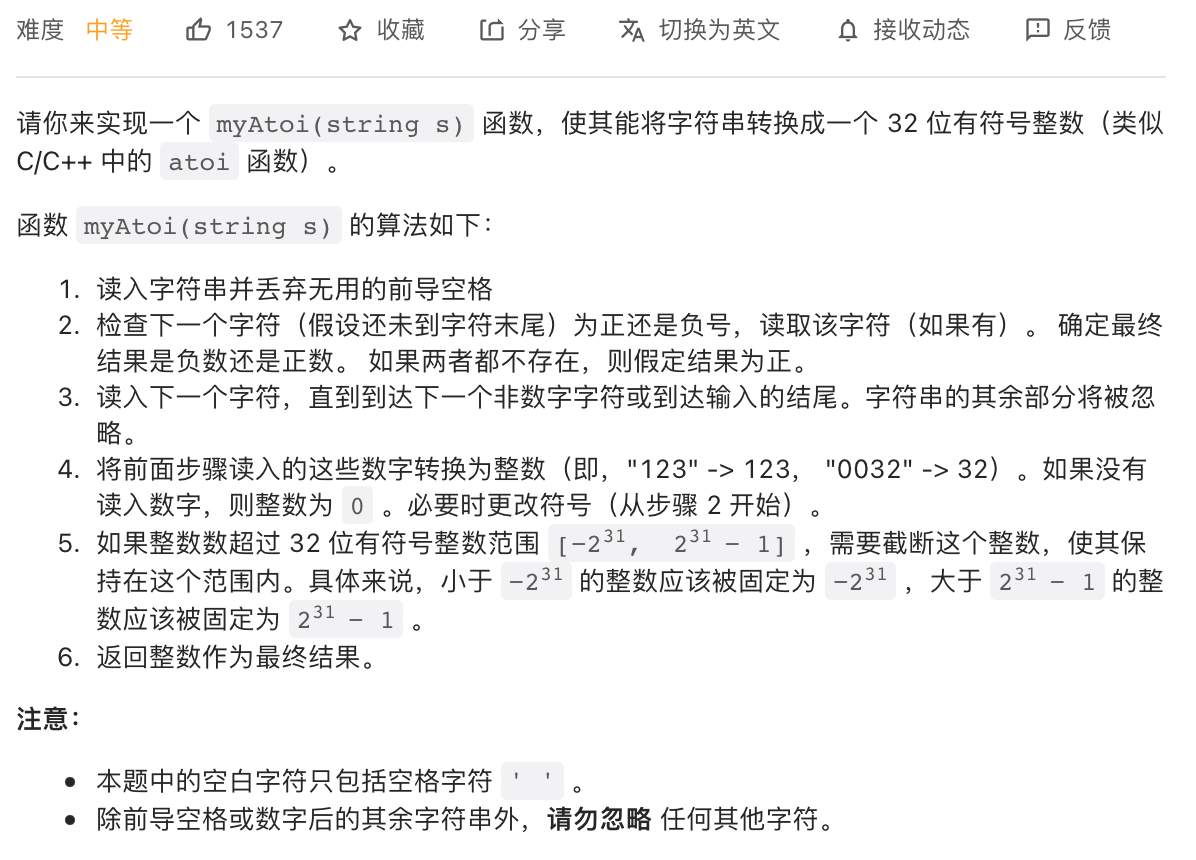 难度 中等 1537 收藏 分享 切换为英文 接收动态 反馈
请你来实现一个 myAtoi(string s) 函数，使其能将字符串转换成一个 32 位有符号整数（类似
C/C++ 中的 atoi 函数）。
函数 myAtoi(string s) 的算法如下：
1. 读入字符串并丢弃无用的前导空格
2. 检查下一个字符（假设还未到字符末尾）为正还是负号，读取该字符（如果有）。 确定最终
结果是负数还是正数。 如果两者都不存在，则假定结果为正。
3. 读入下一个字符，直到到达下一个非数字字符或到达输入的结尾。字符串的其余部分将被忽
略。
4. 将前面步骤读入的这些数字转换为整数（即，"123" -> 123， "0032" -> 32）。如果没有
读入数字，则整数为 0 。必要时更改符号（从步骤 2 开始）。
5. 如果整数数超过 32 位有符号整数范围 [−2³¹, 2³¹ − 1] ，需要截断这个整数，使其保
持在这个范围内。具体来说，小于 −2³¹ 的整数应该被固定为 −2³¹ ，大于 2³¹ − 1 的整
数应该被固定为 2³¹ − 1 。
6. 返回整数作为最终结果。
注意：
• 本题中的空白字符只包括空格字符 ' ' 。
• 除前导空格或数字后的其余字符串外，请勿忽略 任何其他字符。